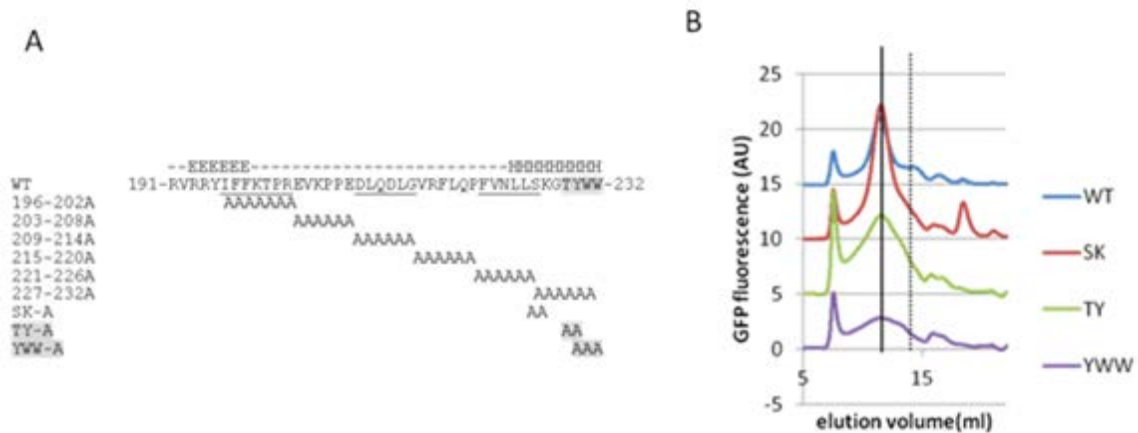 A
--EEEEEE-------------------------HHHHHHHHH
WT 191-RVRRYIFFKTPREVKPPEDLQDLGVRFLQPFVNLLSKGTYWW-232
196-202A AAAAAAA
203-208A AAAAAA
209-214A AAAAAA
215-220A AAAAAA
221-226A AAAAAA
227-232A AAAAAA
SK-A AA
TY-A AA
YWW-A AAA
B
GFP fluorescence (AU)
25
20
15
10
5
0
-5
5 15
elution volume(ml)
WT
SK
TY
YWW